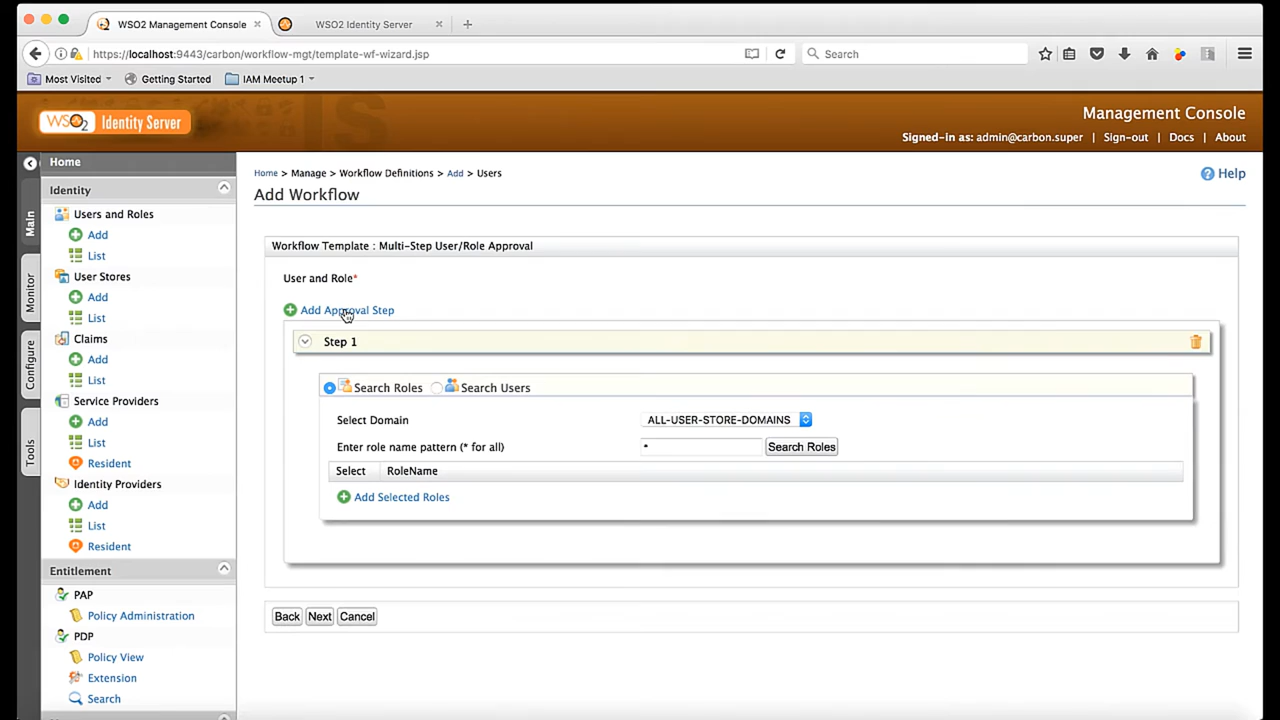 WSO2 Management Console
WSO2 Identity Server
https://localhost:9443/carbon/workflow-mgt/template-wf-wizard.jsp
Search
Most Visited
Getting Started
IAM Meetup 1
WSO2 Identity Server
Management Console
Signed-in as: admin@carbon.super | Sign-out | Docs | About
Home
Main
Monitor
Configure
Tools
Identity
Users and Roles
Add
List
User Stores
Add
List
Claims
Add
List
Service Providers
Add
List
Resident
Identity Providers
Add
List
Resident
Entitlement
PAP
Policy Administration
PDP
Policy View
Extension
Search
Home > Manage > Workflow Definitions > Add > Users
Help
Add Workflow
Workflow Template : Multi-Step User/Role Approval
User and Role*
Add Approval Step
Step 1
Search Roles Search Users
Select Domain ALL-USER-STORE-DOMAINS
Enter role name pattern (* for all) * Search Roles
Select RoleName
Add Selected Roles
Back Next Cancel